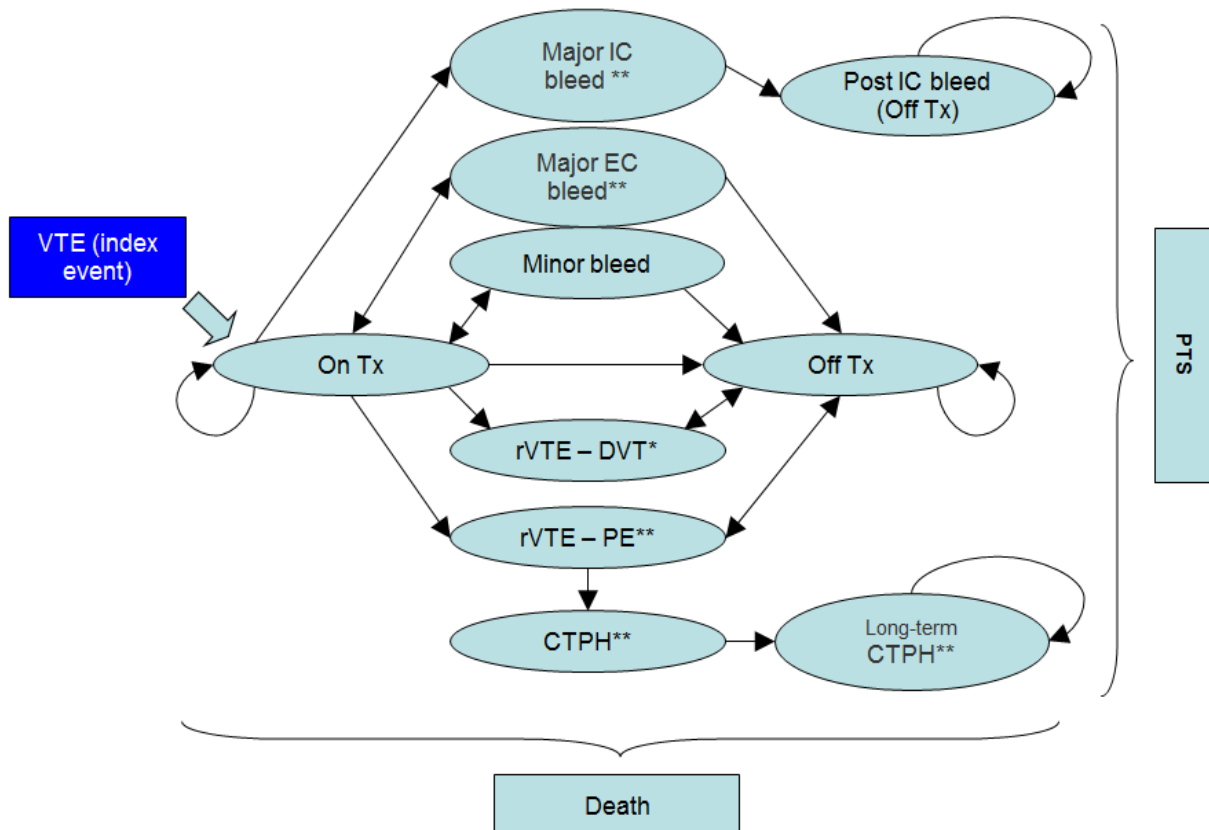 Major IC
bleed **
Post IC bleed
(Off Tx)
Major EC
bleed**
VTE (index
event)
Minor bleed
On Tx
Off Tx
PTS
rVTE – DVT*
rVTE – PE**
CTPH**
Long-term
CTPH**
Death